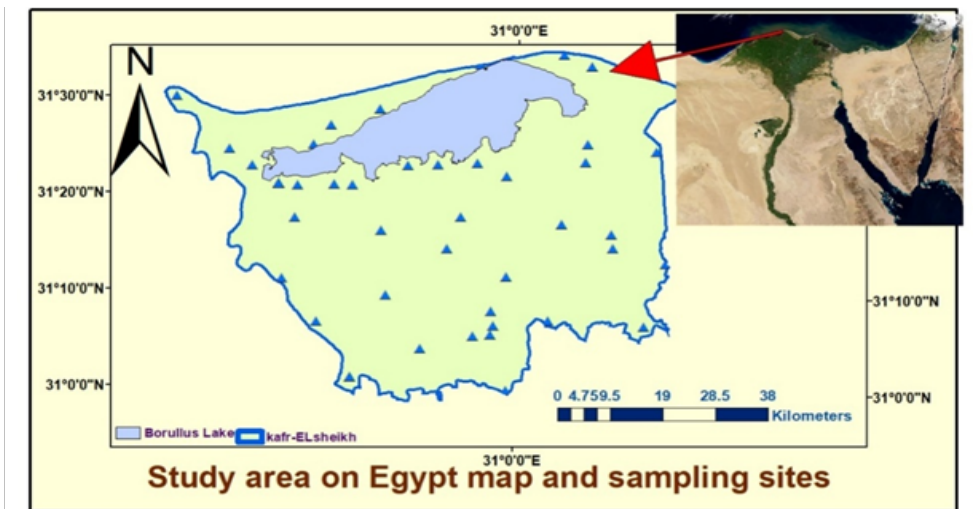 31°0'0"E
N
31°30'0"N
31°20'0"N
31°10'0"N
31°10'0"N
31°0'0"N
31°0'0"N
0 4.759.5 19 28.5 38
Kilometers
Borullus Lake
kafr-ELsheikh
31°0'0"E
Study area on Egypt map and sampling sites